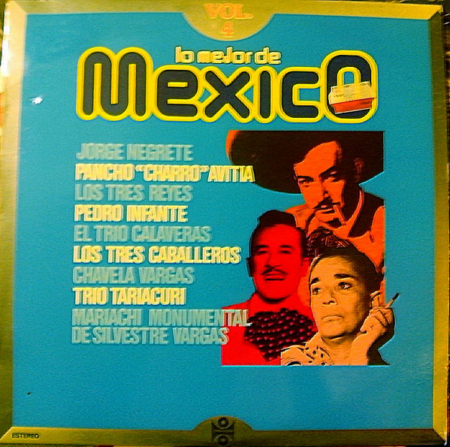 VOL.
4
lo mejor de
Mexico
JORGE NEGRETE
PANCHO "CHARRO" AVITIA
LOS TRES REYES
PEDRO INFANTE
EL TRIO CALAVERAS
LOS TRES CABALLEROS
CHAVELA VARGAS
TRIO TARIACURI
MARIACHI MONUMENTAL
DE SILVESTRE VARGAS
ESTEREO